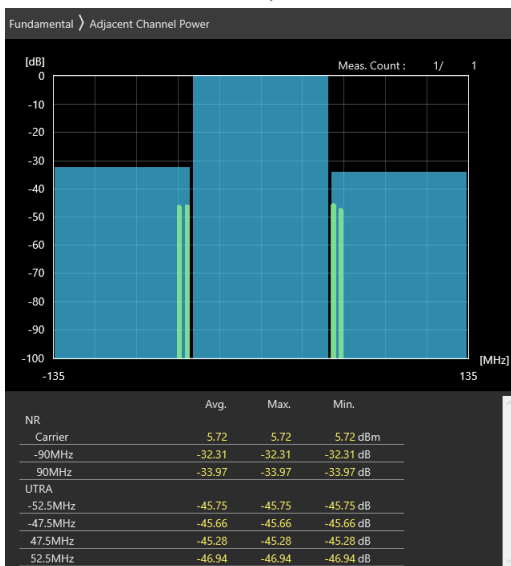 Fundamental 〉 Adjacent Channel Power
[dB]
Meas. Count : 1/ 1
0
-10
-20
-30
-40
-50
-60
-70
-80
-90
-100
[MHz]
-135 135
Avg. Max. Min.
NR
Carrier 5.72 5.72 5.72 dBm
-90MHz -32.31 -32.31 -32.31 dB
90MHz -33.97 -33.97 -33.97 dB
UTRA
-52.5MHz -45.75 -45.75 -45.75 dB
-47.5MHz -45.66 -45.66 -45.66 dB
47.5MHz -45.28 -45.28 -45.28 dB
52.5MHz -46.94 -46.94 -46.94 dB